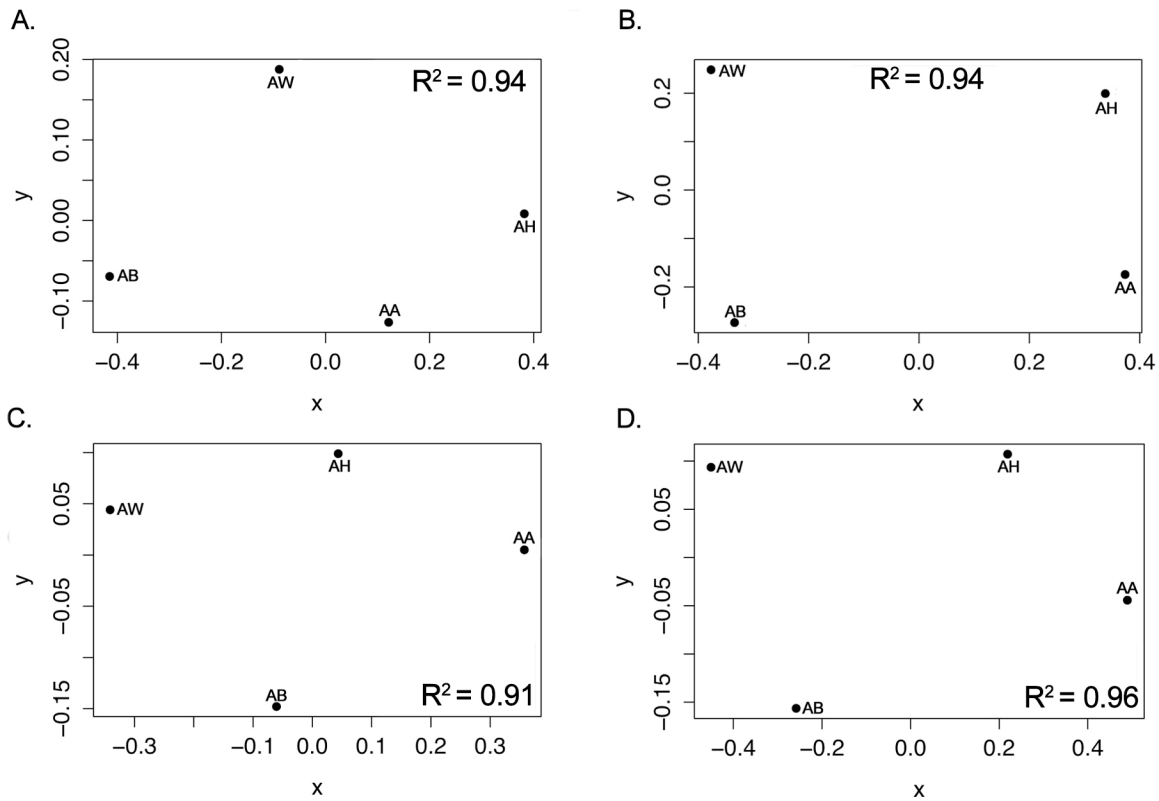 A.
R² = 0.94
AW
AH
AB
AA
0.20
0.10
0.00
−0.10
y
−0.4
−0.2
0.0
0.2
0.4
x
B.
R² = 0.94
AW
AH
AA
AB
0.2
0.0
−0.2
y
−0.4
−0.2
0.0
0.2
0.4
x
C.
AH
AW
AA
AB
R² = 0.91
0.05
−0.05
−0.15
y
−0.3
−0.1
0.0
0.1
0.2
0.3
x
D.
AW
AH
AA
AB
R² = 0.96
0.05
−0.05
−0.15
y
−0.4
−0.2
0.0
0.2
0.4
x